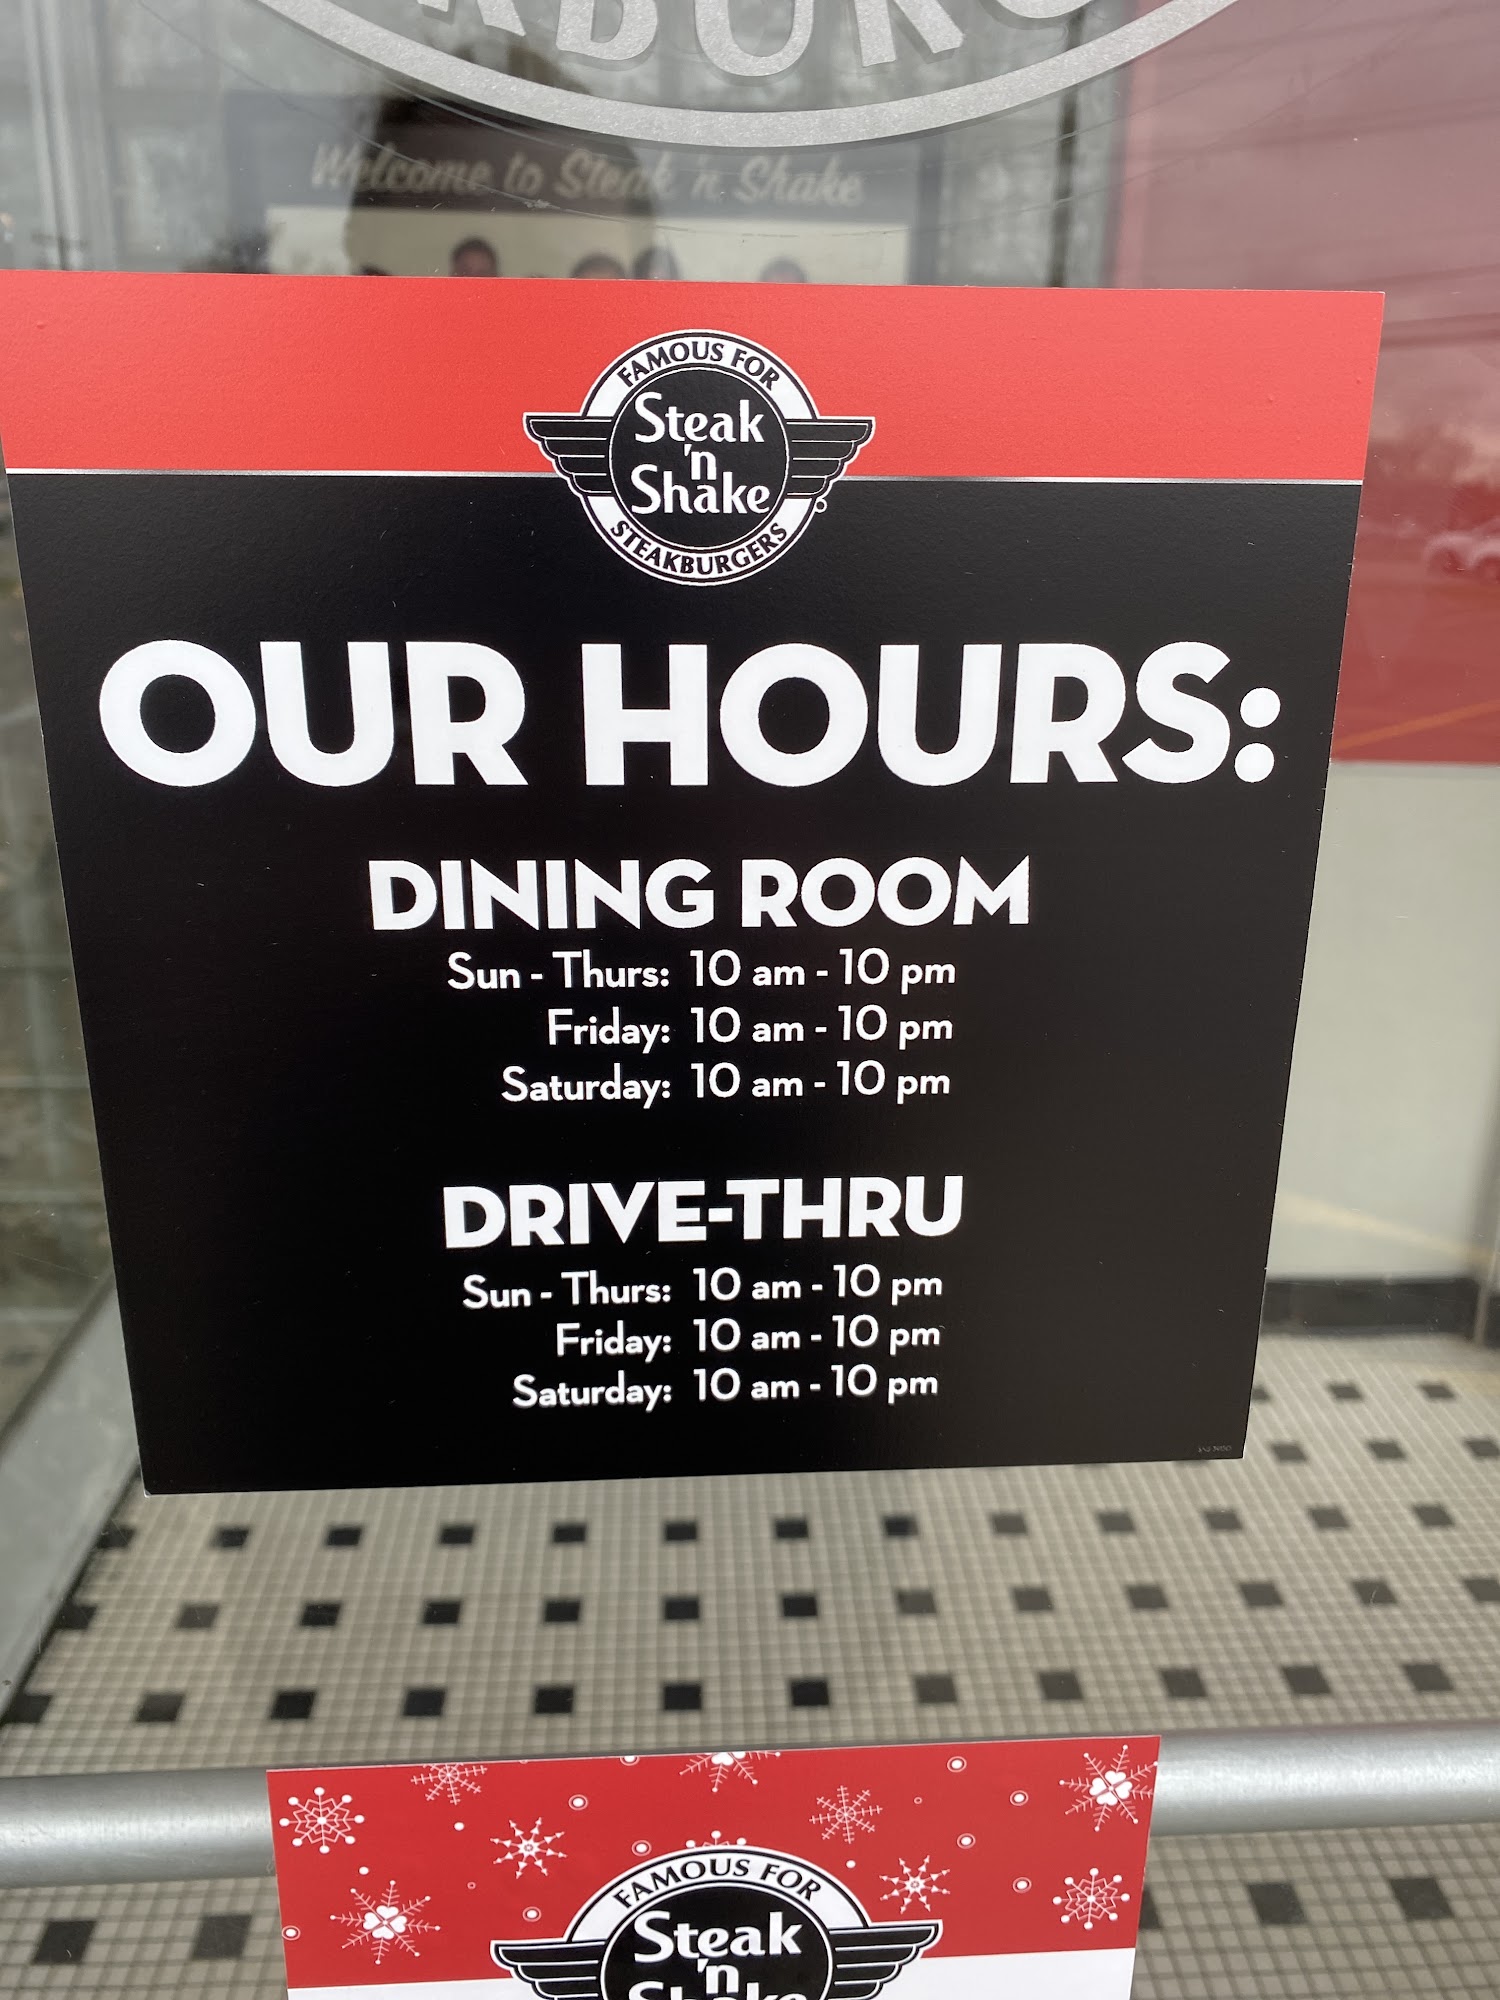 Welcome to Steak 'n Shake
FAMOUS FOR
Steak
'n
Shake
STEAKBURGERS
OUR HOURS:
DINING ROOM
Sun - Thurs: 10 am - 10 pm
Friday: 10 am - 10 pm
Saturday: 10 am - 10 pm
DRIVE-THRU
Sun - Thurs: 10 am - 10 pm
Friday: 10 am - 10 pm
Saturday: 10 am - 10 pm
FAMOUS FOR
Steak
'n
Shake